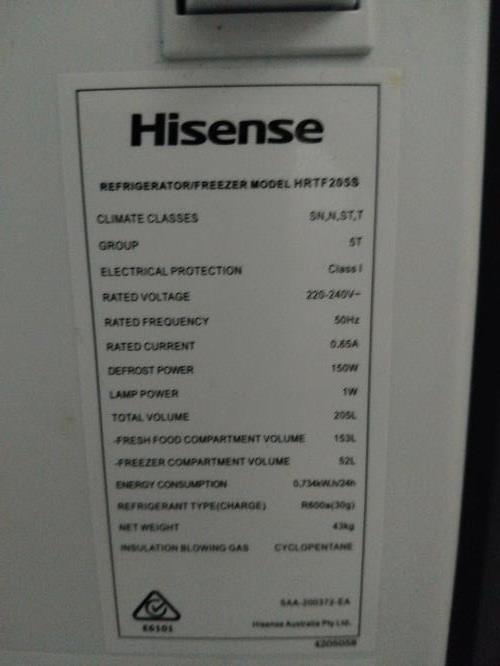 Hisense
REFRIGERATOR/FREEZER MODEL HRTF205S
CLIMATE CLASSES SN,N,ST,T
GROUP 5T
ELECTRICAL PROTECTION Class I
RATED VOLTAGE 220-240V~
RATED FREQUENCY 50Hz
RATED CURRENT 0.65A
DEFROST POWER 150W
LAMP POWER 1W
TOTAL VOLUME 205L
-FRESH FOOD COMPARTMENT VOLUME 153L
-FREEZER COMPARTMENT VOLUME 52L
ENERGY CONSUMPTION 0.734kW.h/24h
REFRIGERANT TYPE(CHARGE) R600a(30g)
NET WEIGHT 43kg
INSULATION BLOWING GAS CYCLOPENTANE
SAA-200372-EA
E6101 Hisense Australia Pty Ltd.